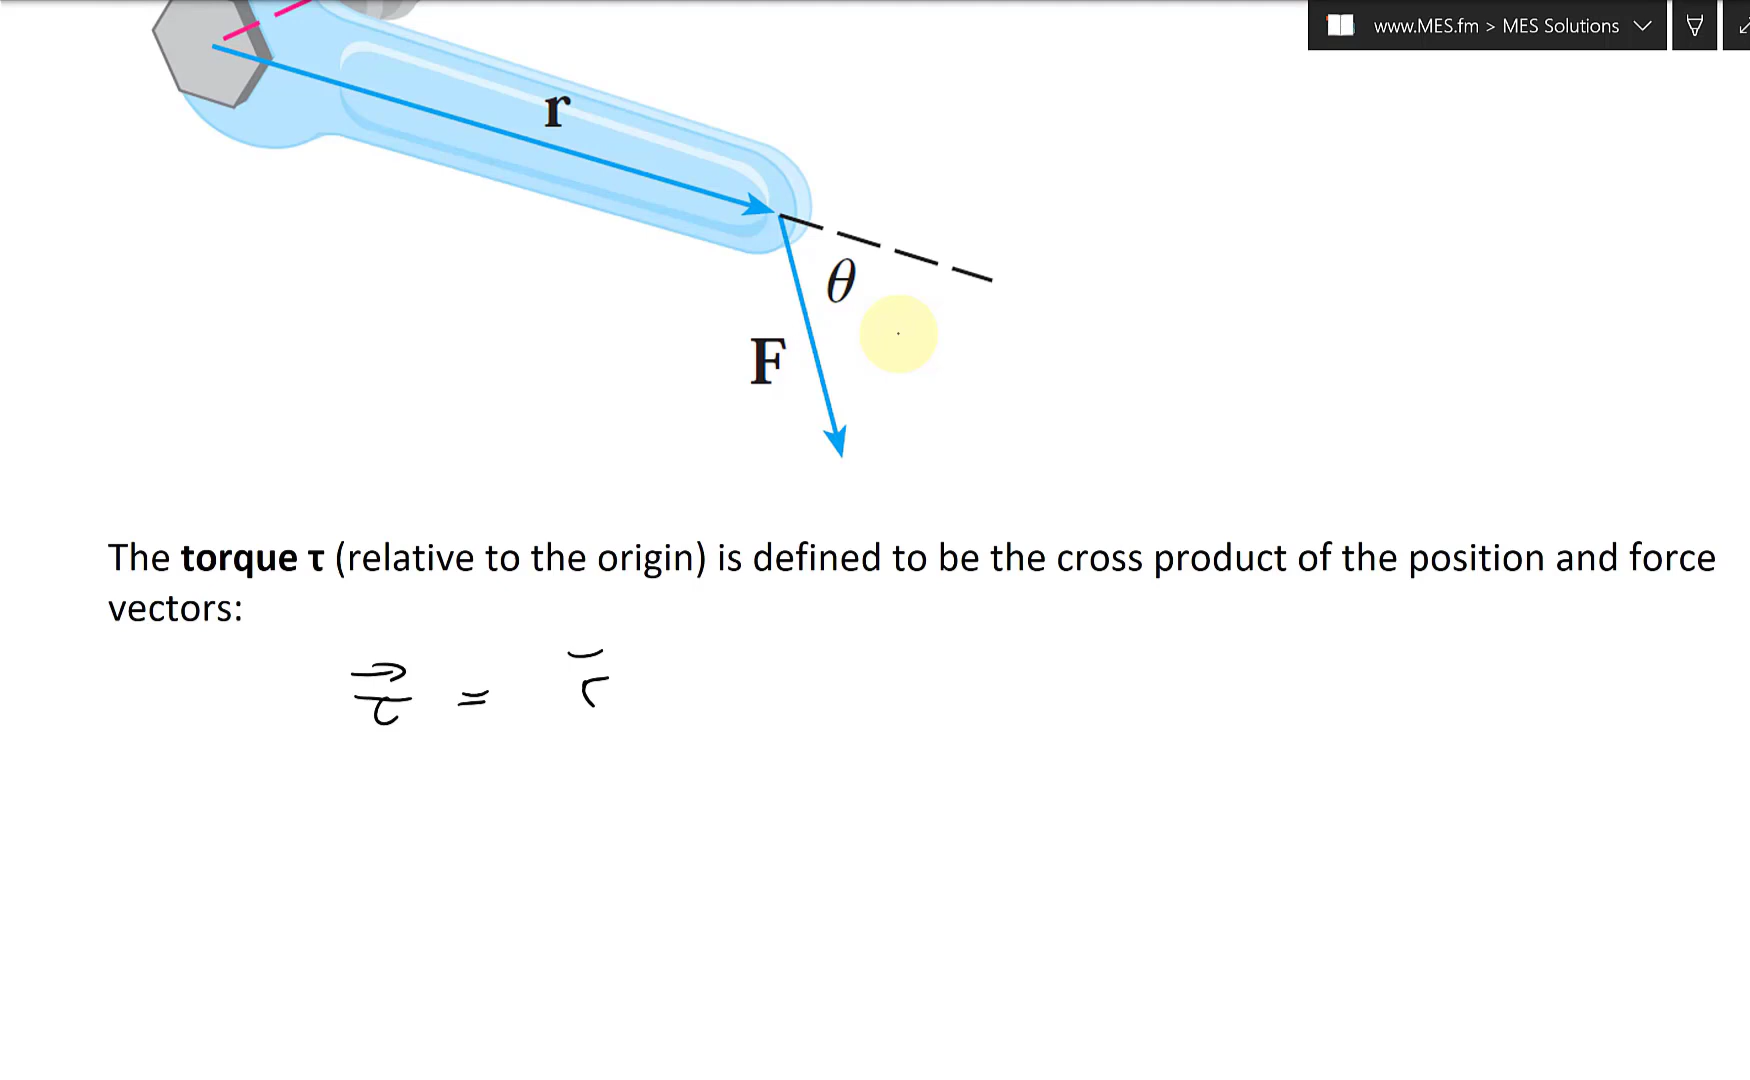 www.MES.fm > MES Solutions
r
θ
F
The torque τ (relative to the origin) is defined to be the cross product of the position and force
vectors:
τ⃗ = r